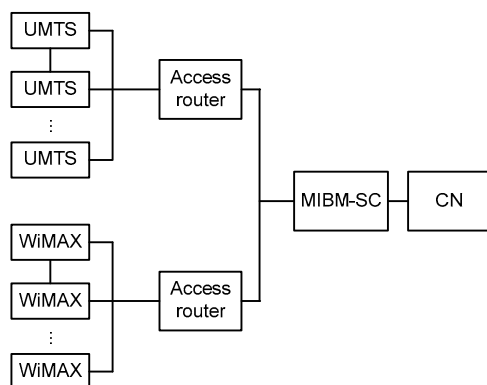 UMTS
UMTS
⋮
UMTS
Access
router
WiMAX
WiMAX
⋮
WiMAX
Access
router
MIBM-SC
CN